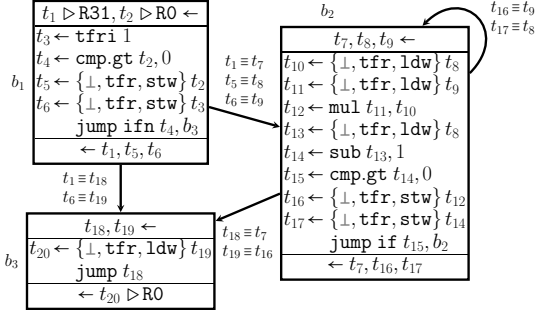 t₁ ▷R31, t₂ ▷R0 ←
t₃ ← tfri 1
t₄ ← cmp.gt t₂, 0
t₅ ← {⊥, tfr, stw} t₂
t₆ ← {⊥, tfr, stw} t₃
jump ifn t₄, b₃
← t₁, t₅, t₆
b₁
t₁ ≡ t₇
t₅ ≡ t₈
t₆ ≡ t₉
b₂
t₇, t₈, t₉ ←
t₁₀ ← {⊥, tfr, ldw} t₈
t₁₁ ← {⊥, tfr, ldw} t₉
t₁₂ ← mul t₁₁, t₁₀
t₁₃ ← {⊥, tfr, ldw} t₈
t₁₄ ← sub t₁₃, 1
t₁₅ ← cmp.gt t₁₄, 0
t₁₆ ← {⊥, tfr, stw} t₁₂
t₁₇ ← {⊥, tfr, stw} t₁₄
jump if t₁₅, b₂
← t₇, t₁₆, t₁₇
t₁₆ ≡ t₉
t₁₇ ≡ t₈
t₁ ≡ t₁₈
t₆ ≡ t₁₉
t₁₈ ≡ t₇
t₁₉ ≡ t₁₆
b₃
t₁₈, t₁₉ ←
t₂₀ ← {⊥, tfr, ldw} t₁₉
jump t₁₈
← t₂₀ ▷R0